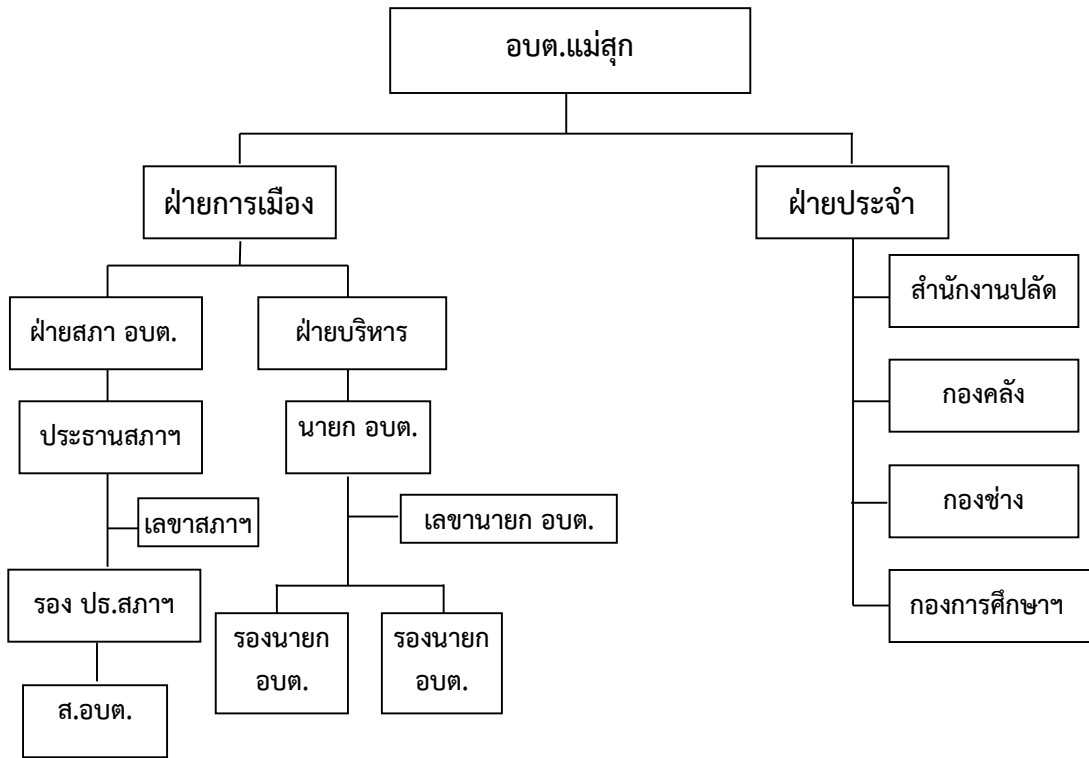 อบต.แม่สุก
ฝ่ายการเมือง
ฝ่ายประจำ
ฝ่ายสภา อบต.
ฝ่ายบริหาร
สำนักงานปลัด
ประธานสภาฯ
นายก อบต.
กองคลัง
เลขาสภาฯ
เลขานายก อบต.
กองช่าง
รอง ปธ.สภาฯ
รองนายก
อบต.
รองนายก
อบต.
กองการศึกษาฯ
ส.อบต.